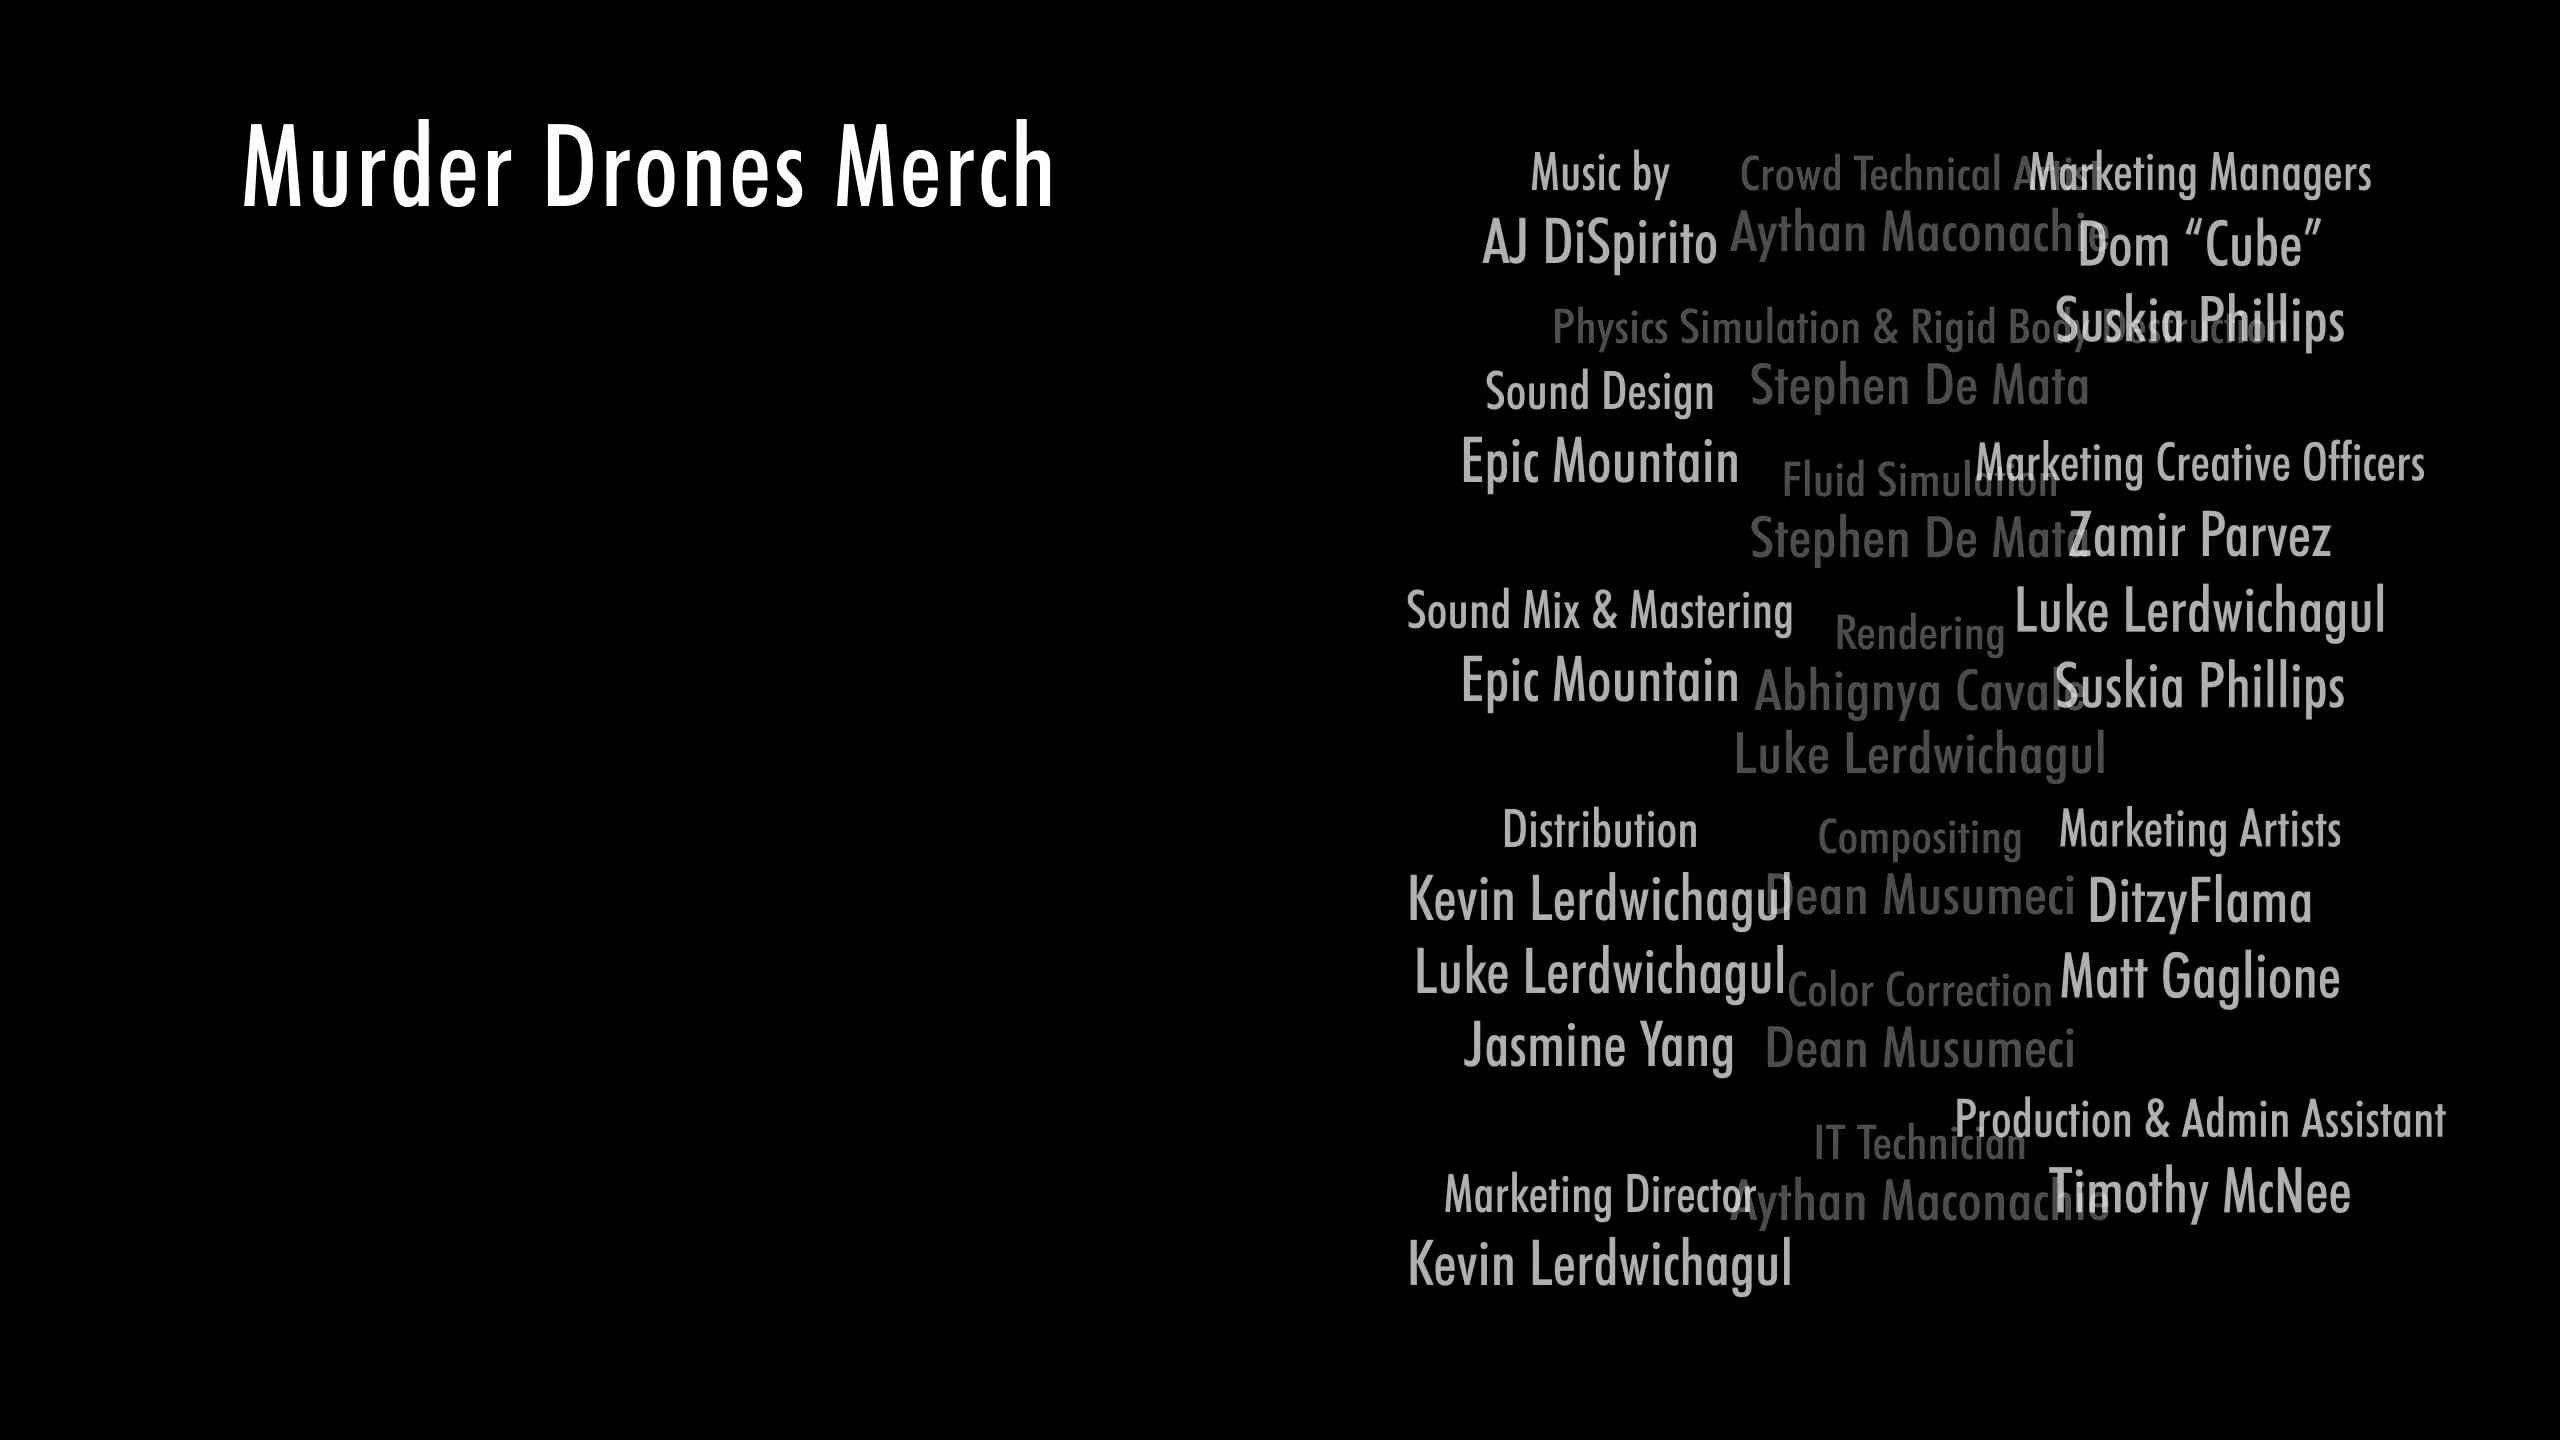 Murder Drones Merch
Music by
AJ DiSpirito
Sound Design
Epic Mountain
Sound Mix & Mastering
Epic Mountain
Distribution
Kevin Lerdwichagul
Luke Lerdwichagul
Jasmine Yang
Marketing Director
Kevin Lerdwichagul
Crowd Technical Artist
Aythan Maconachie
Physics Simulation & Rigid Body Destruction
Stephen De Mata
Fluid Simulation
Stephen De Mata
Rendering
Abhignya Cavale
Luke Lerdwichagul
Compositing
Dean Musumeci
Color Correction
Dean Musumeci
IT Technician
Aythan Maconachie
Marketing Managers
Dom “Cube”
Suskia Phillips
Marketing Creative Officers
Zamir Parvez
Luke Lerdwichagul
Suskia Phillips
Marketing Artists
DitzyFlama
Matt Gaglione
Production & Admin Assistant
Timothy McNee